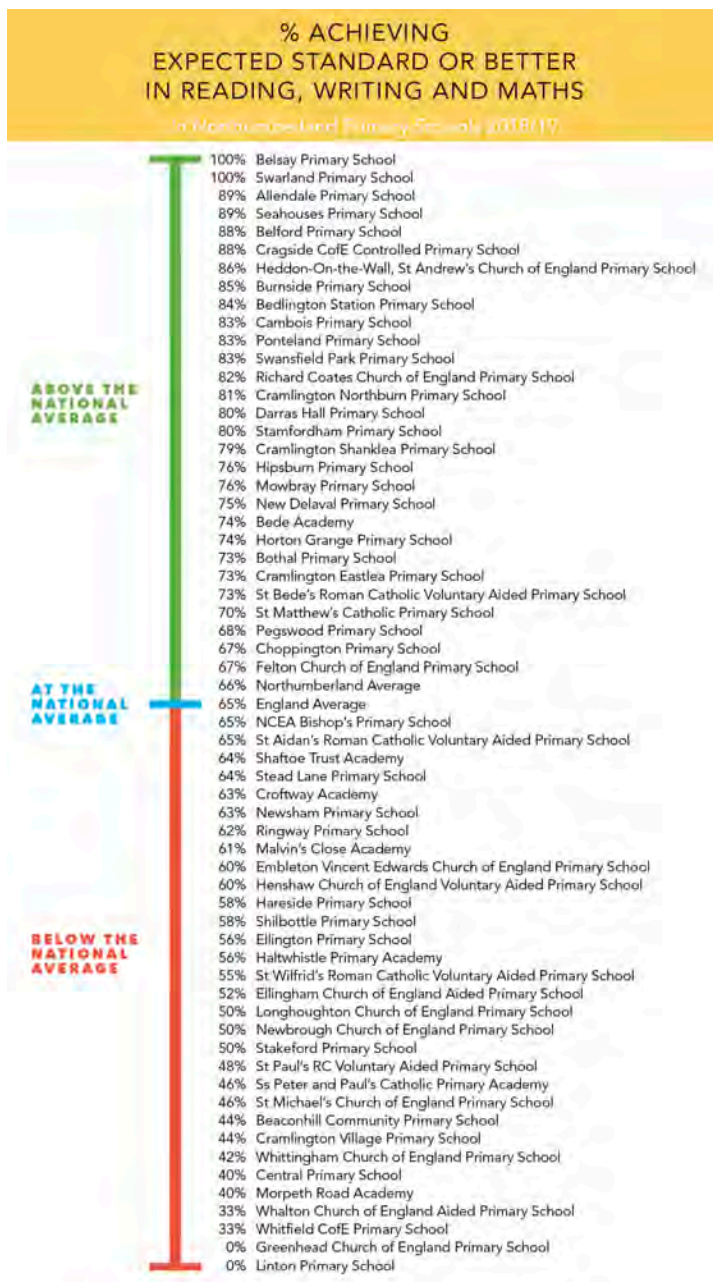 % ACHIEVING
EXPECTED STANDARD OR BETTER
IN READING, WRITING AND MATHS
in Northumberland Primary Schools 2018/19
100% Belsay Primary School
100% Swarland Primary School
89% Allendale Primary School
89% Seahouses Primary School
88% Belford Primary School
88% Cragside CofE Controlled Primary School
86% Heddon-On-the-Wall, St Andrew's Church of England Primary School
85% Burnside Primary School
84% Bedlington Station Primary School
83% Cambois Primary School
83% Ponteland Primary School
83% Swansfield Park Primary School
82% Richard Coates Church of England Primary School
ABOVE THE
NATIONAL
AVERAGE
81% Cramlington Northburn Primary School
80% Darras Hall Primary School
80% Stamfordham Primary School
79% Cramlington Shanklea Primary School
76% Hipsburn Primary School
76% Mowbray Primary School
75% New Delaval Primary School
74% Bede Academy
74% Horton Grange Primary School
73% Bothal Primary School
73% Cramlington Eastlea Primary School
73% St Bede's Roman Catholic Voluntary Aided Primary School
70% St Matthew's Catholic Primary School
68% Pegswood Primary School
67% Choppington Primary School
67% Felton Church of England Primary School
66% Northumberland Average
AT THE
NATIONAL
AVERAGE
65% England Average
65% NCEA Bishop's Primary School
65% St Aidan's Roman Catholic Voluntary Aided Primary School
64% Shaftoe Trust Academy
64% Stead Lane Primary School
63% Croftway Academy
63% Newsham Primary School
62% Ringway Primary School
61% Malvin's Close Academy
60% Embleton Vincent Edwards Church of England Primary School
60% Henshaw Church of England Voluntary Aided Primary School
58% Hareside Primary School
58% Shilbottle Primary School
BELOW THE
NATIONAL
AVERAGE
56% Ellington Primary School
56% Haltwhistle Primary Academy
55% St Wilfrid's Roman Catholic Voluntary Aided Primary School
52% Ellingham Church of England Aided Primary School
50% Longhoughton Church of England Primary School
50% Newbrough Church of England Primary School
50% Stakeford Primary School
48% St Paul's RC Voluntary Aided Primary School
46% Ss Peter and Paul's Catholic Primary Academy
46% St Michael's Church of England Primary School
44% Beaconhill Community Primary School
44% Cramlington Village Primary School
42% Whittingham Church of England Primary School
40% Central Primary School
40% Morpeth Road Academy
33% Whalton Church of England Aided Primary School
33% Whitfield CofE Primary School
0% Greenhead Church of England Primary School
0% Linton Primary School